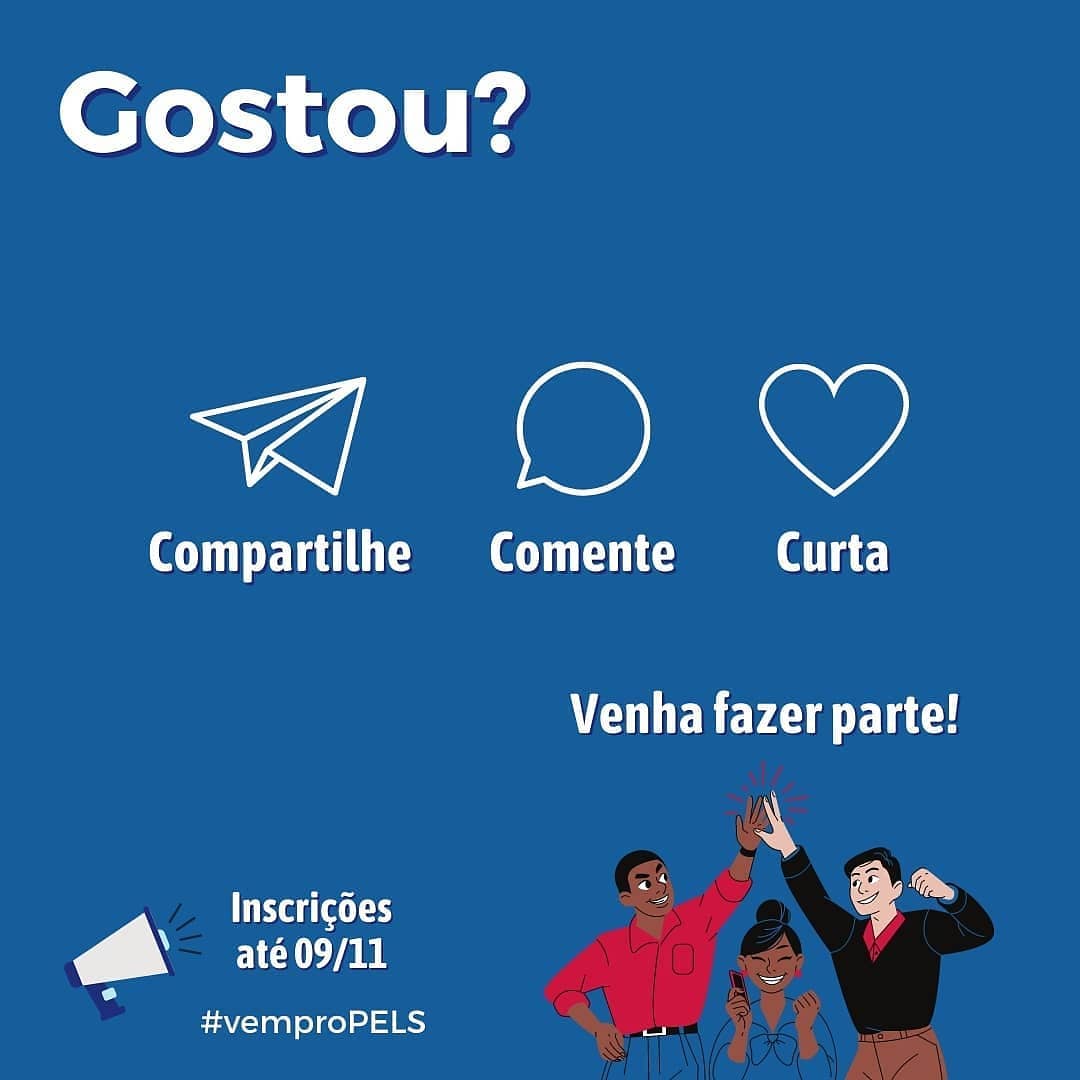 Gostou?
Compartilhe
Comente
Curta
Venha fazer parte!
Inscrições
até 09/11
#vemproPELS